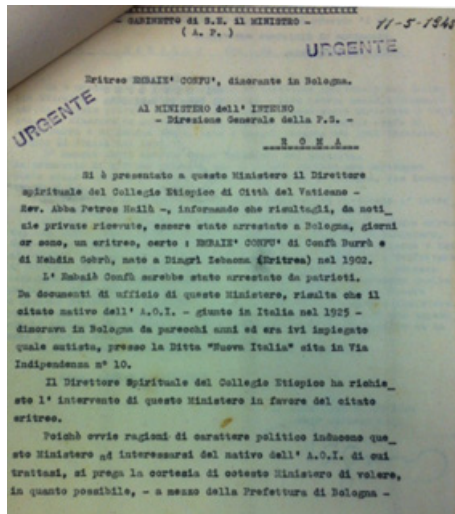 - GABINETTO di S.E. il MINISTRO -
( A. P. )
11-5-194
URGENTE
Eritreo EMBAIE' CONFU', dimorante in Bologna.
URGENTE
Al MINISTERO dell' INTERNO
- Direzione Generale della P.S. -
R O M A
Si è presentato a questo Ministero il Direttore
spirituale del Collegio Etiopico di Città del Vaticano -
Rev. Abba Petros Hailù -, informando che risultagli, da noti_
zie private ricevute, essere stato arrestato a Bologna, giorni
or sono, un eritreo, certo : EMBAIE' CONFU' di Confù Burrù e
di Mehdin Gobrù, nato a Dingri Zebaona (Eritrea) nel 1902.
L' Embaiè Confù sarebbe stato arrestato da patrioti.
Da documenti di ufficio di questo Ministero, risulta che il
citato nativo dell' A.O.I. - giunto in Italia nel 1925 -
dimorava in Bologna da parecchi anni ed era ivi impiegato
quale autista, presso la Ditta "Nuova Italia" sita in Via
Indipendenza n° 10.
Il Direttore Spirituale del Collegio Etiopico ha richie_
sto l' intervento di questo Ministero in favore del citato
eritreo.
Poichè ovvie ragioni di carattere politico inducono que_
sto Ministero ad interessarsi del nativo dell' A.O.I. di cui
trattasi, si prega la cortesia di cotesto Ministero di volere,
in quanto possibile, - a mezzo della Prefettura di Bologna -